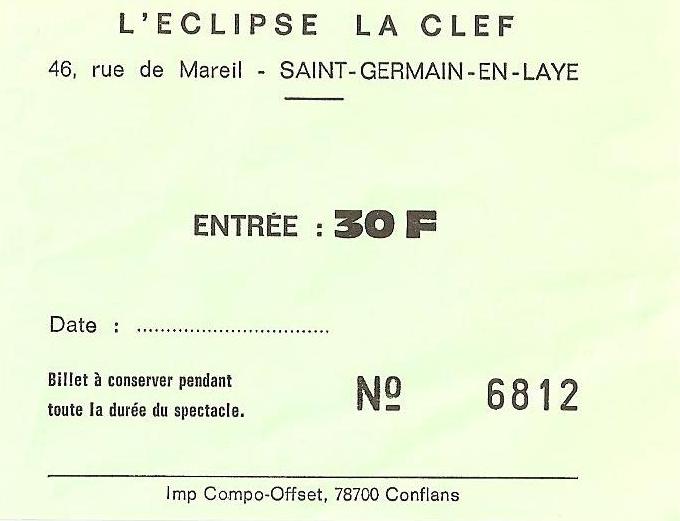 L'ECLIPSE LA CLEF
46, rue de Mareil - SAINT-GERMAIN-EN-LAYE
ENTRÉE : 30 F
Date : ................................
Billet à conserver pendant
toute la durée du spectacle.
Nº 6812
Imp Compo-Offset, 78700 Conflans